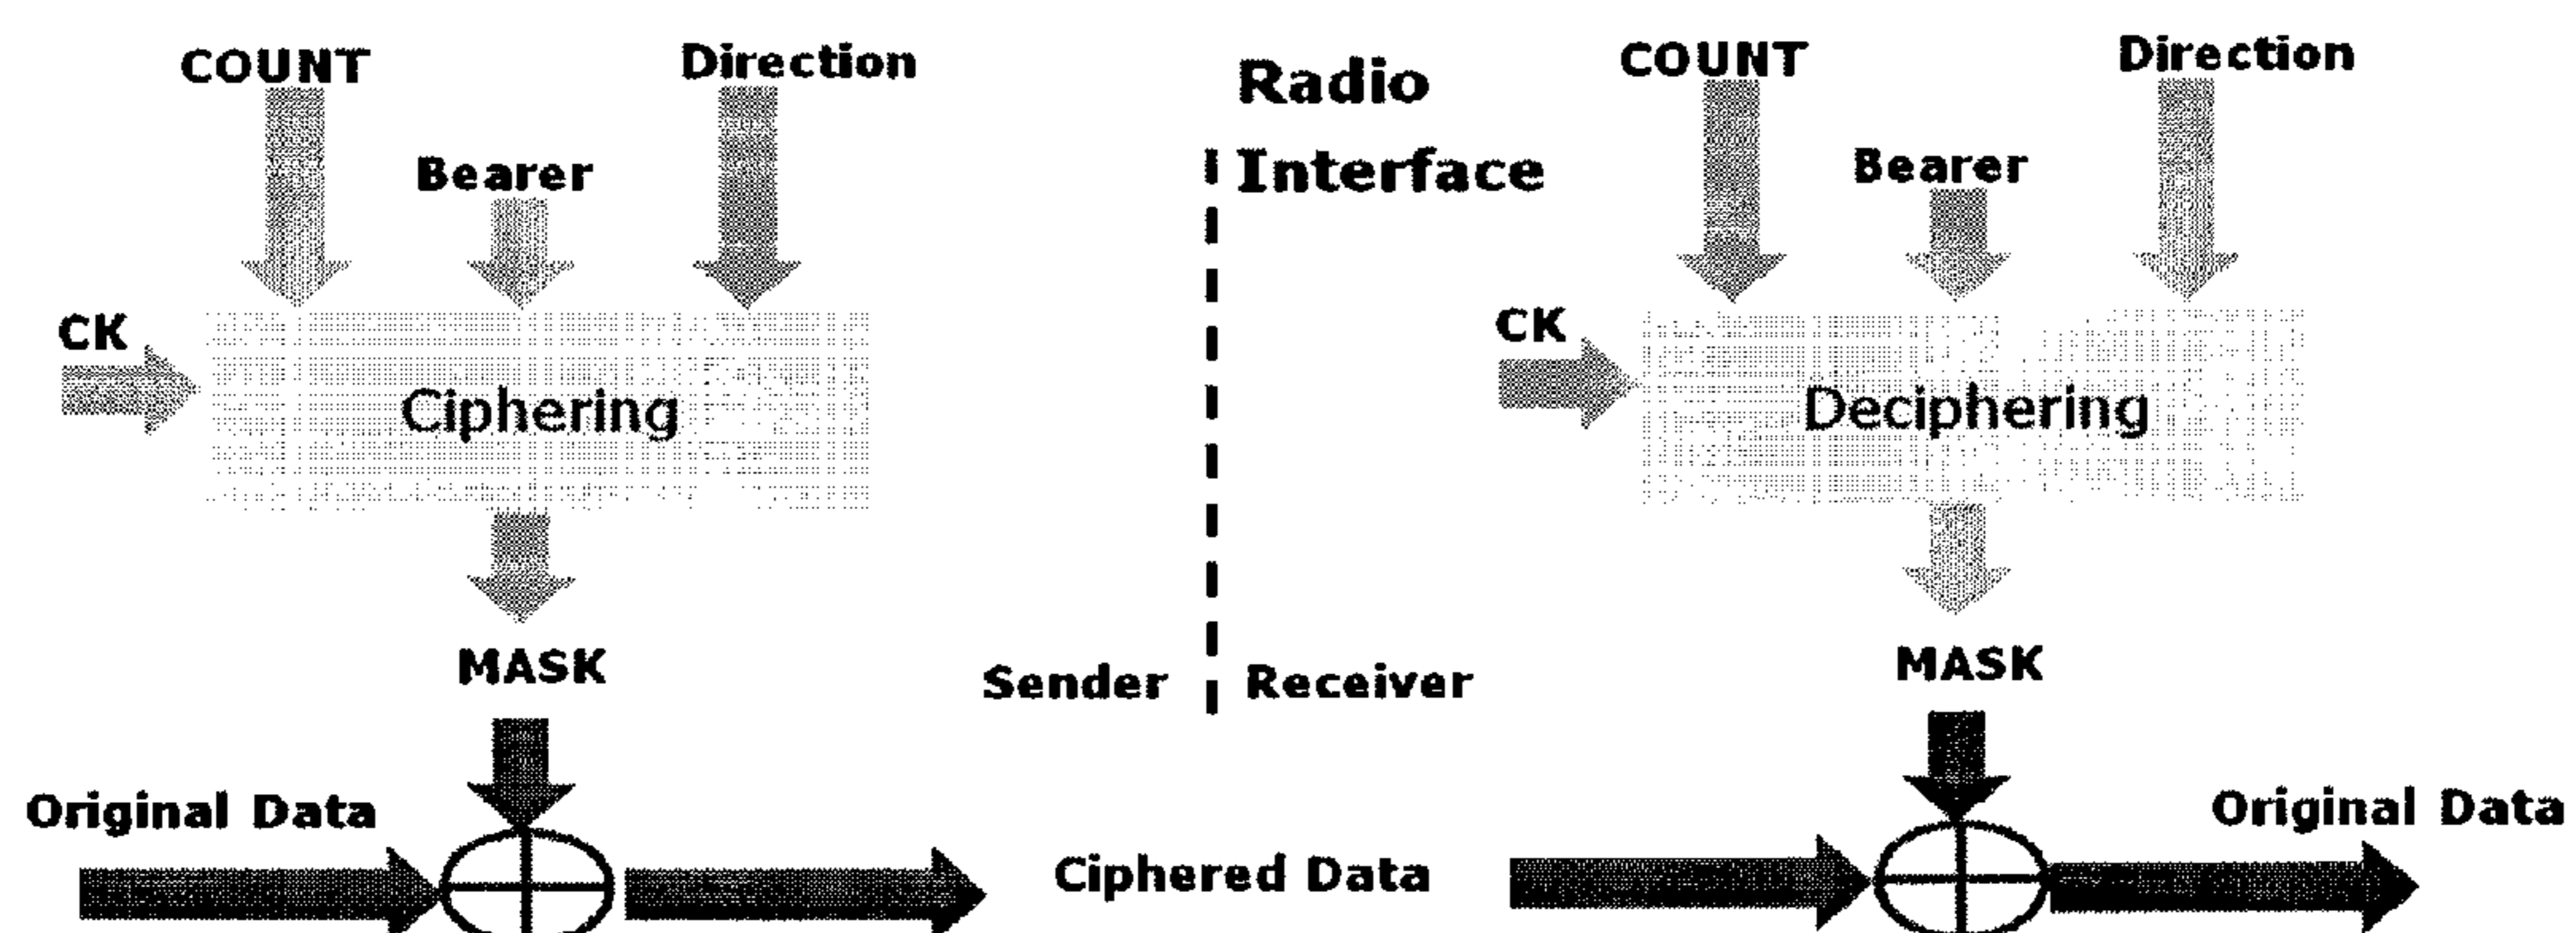 COUNT
Direction
Bearer
CK
Ciphering
MASK
Original Data
Radio
Interface
Sender
Receiver
Ciphered Data
COUNT
Direction
Bearer
CK
Deciphering
MASK
Original Data